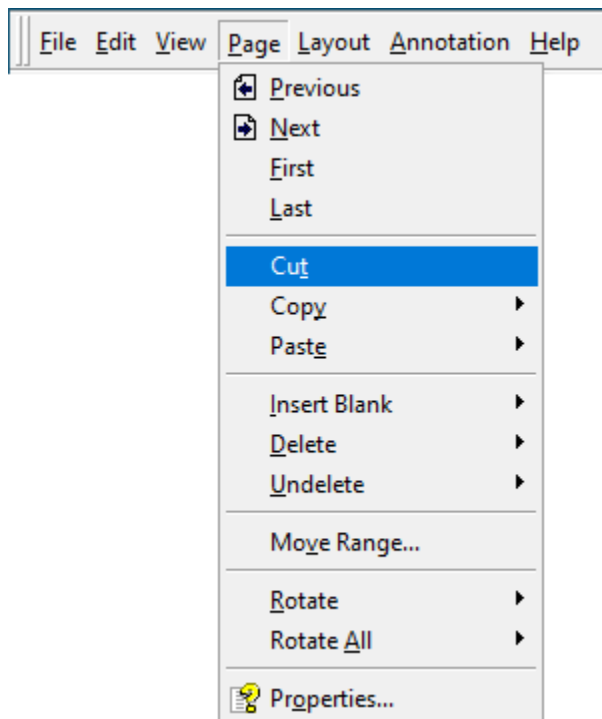 File Edit View Page Layout Annotation Help
Previous
Next
First
Last
Cut
Copy
Paste
Insert Blank
Delete
Undelete
Move Range...
Rotate
Rotate All
Properties...